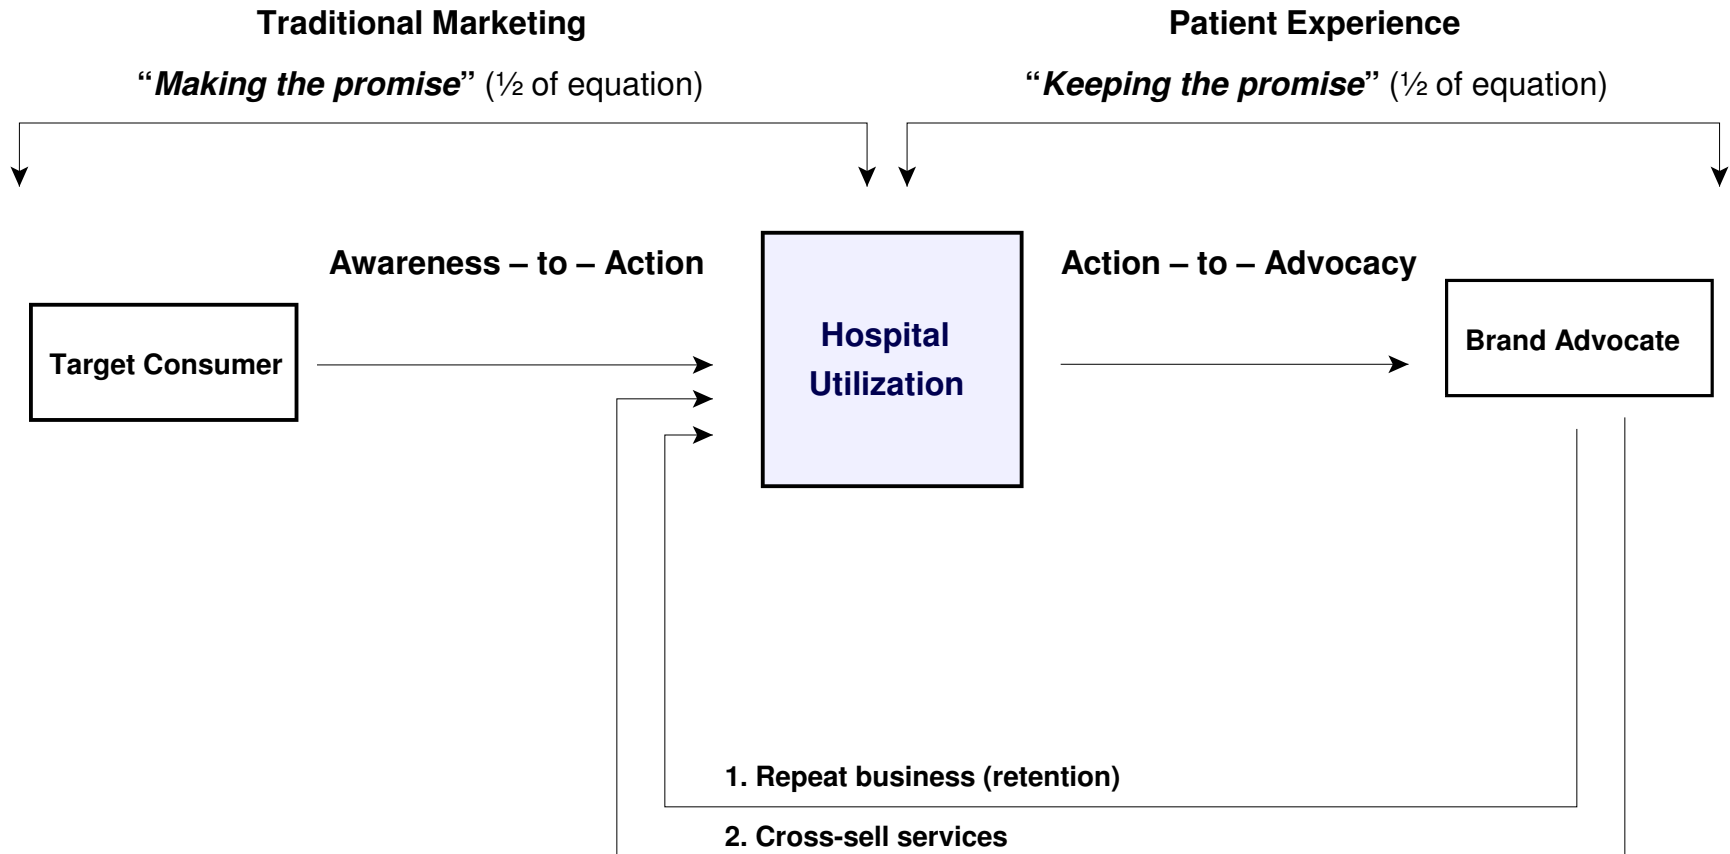 Traditional Marketing
Patient Experience
“Making the promise” (½ of equation)
“Keeping the promise” (½ of equation)
Awareness – to – Action
Action – to – Advocacy
Target Consumer
Hospital
Utilization
Brand Advocate
1. Repeat business (retention)
2. Cross-sell services